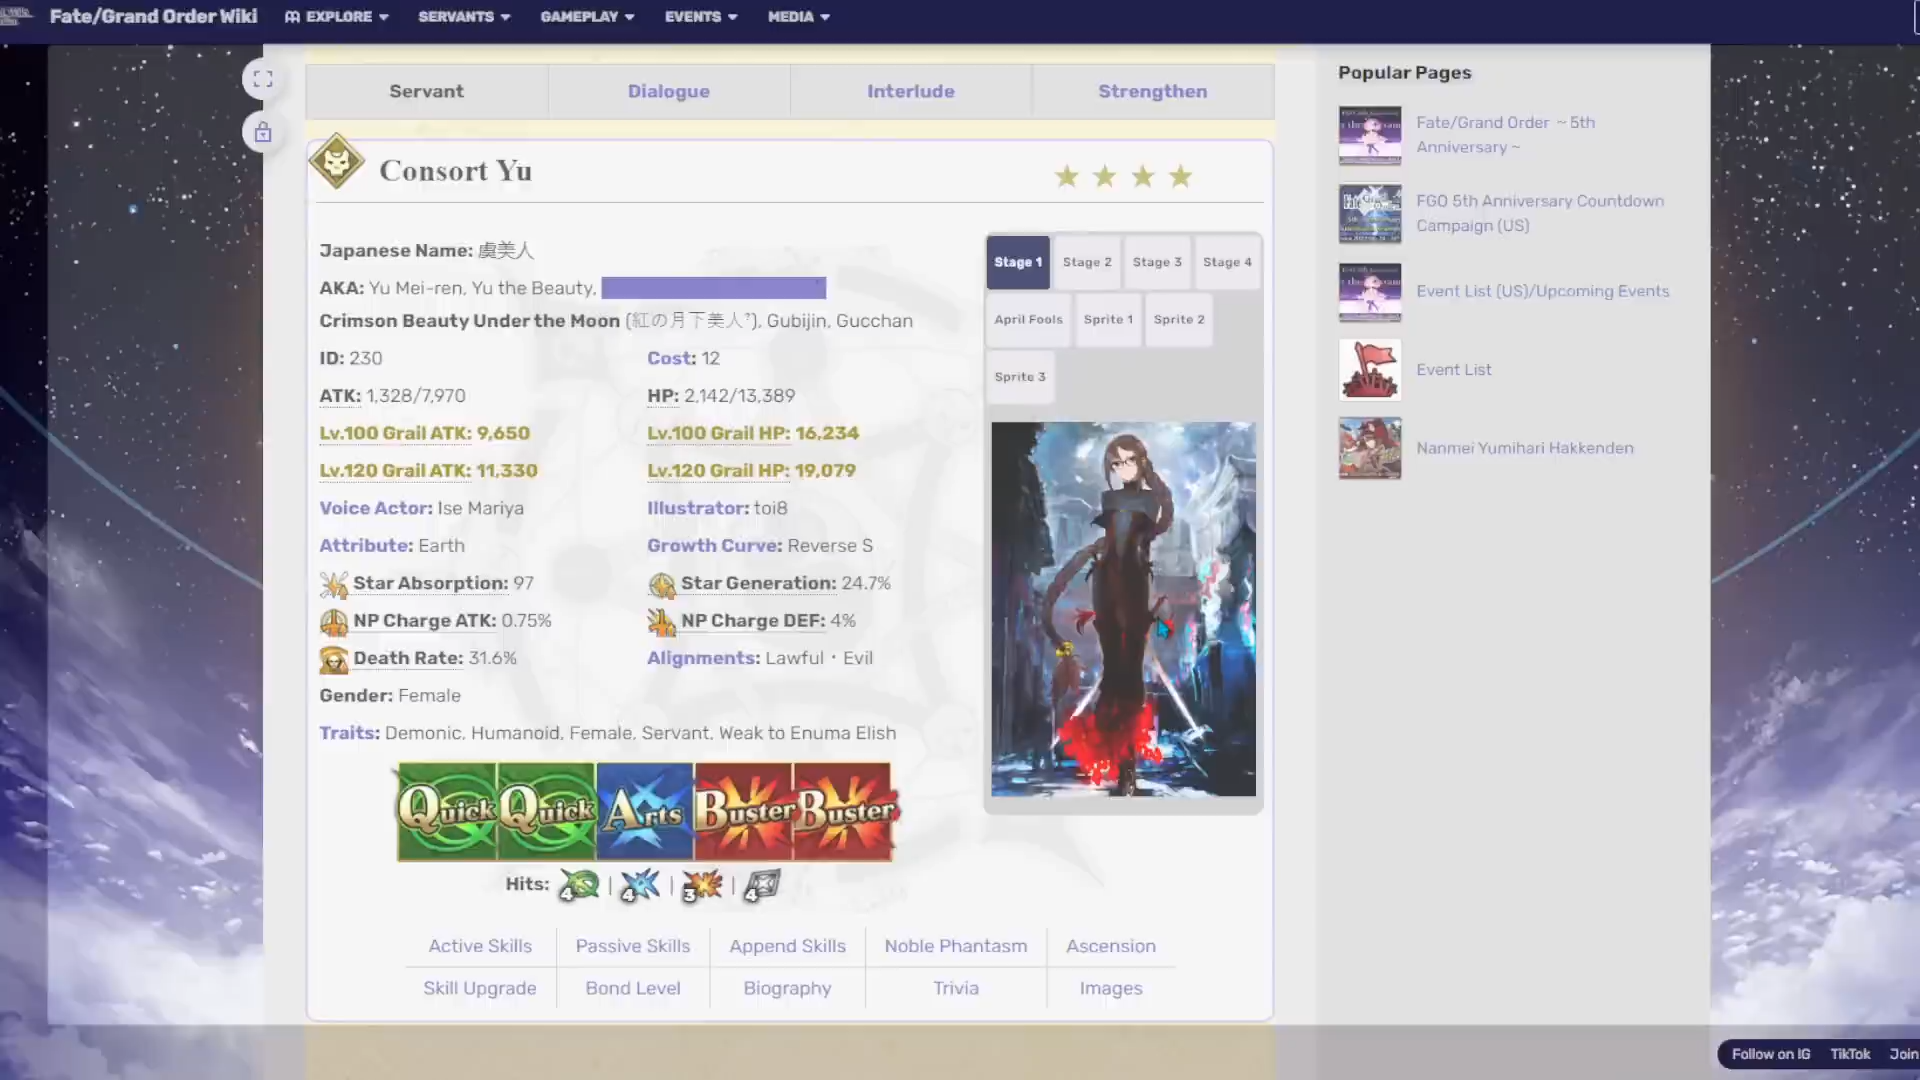 Fate/Grand Order Wiki
EXPLORE
SERVANTS
GAMEPLAY
EVENTS
MEDIA
Servant
Dialogue
Interlude
Strengthen
Consort Yu
Japanese Name: 虞美人
AKA: Yu Mei-ren, Yu the Beauty,
Crimson Beauty Under the Moon (紅の月下美人?), Gubijin, Gucchan
ID: 230
Cost: 12
ATK: 1,328/7,970
HP: 2,142/13,389
Lv.100 Grail ATK: 9,650
Lv.100 Grail HP: 16,234
Lv.120 Grail ATK: 11,330
Lv.120 Grail HP: 19,079
Voice Actor: Ise Mariya
Illustrator: toi8
Attribute: Earth
Growth Curve: Reverse S
Star Absorption: 97
Star Generation: 24.7%
NP Charge ATK: 0.75%
NP Charge DEF: 4%
Death Rate: 31.6%
Alignments: Lawful・Evil
Gender: Female
Traits: Demonic, Humanoid, Female, Servant, Weak to Enuma Elish
Quick Quick Arts Buster Buster
Hits: 4 | 4 | 3 | 4
Active Skills
Passive Skills
Append Skills
Noble Phantasm
Ascension
Skill Upgrade
Bond Level
Biography
Trivia
Images
Stage 1
Stage 2
Stage 3
Stage 4
April Fools
Sprite 1
Sprite 2
Sprite 3
Popular Pages
Fate/Grand Order ～5th
Anniversary～
FGO 5th Anniversary Countdown
Campaign (US)
Event List (US)/Upcoming Events
Event List
Nanmei Yumihari Hakkenden
Follow on IG
TikTok
Join